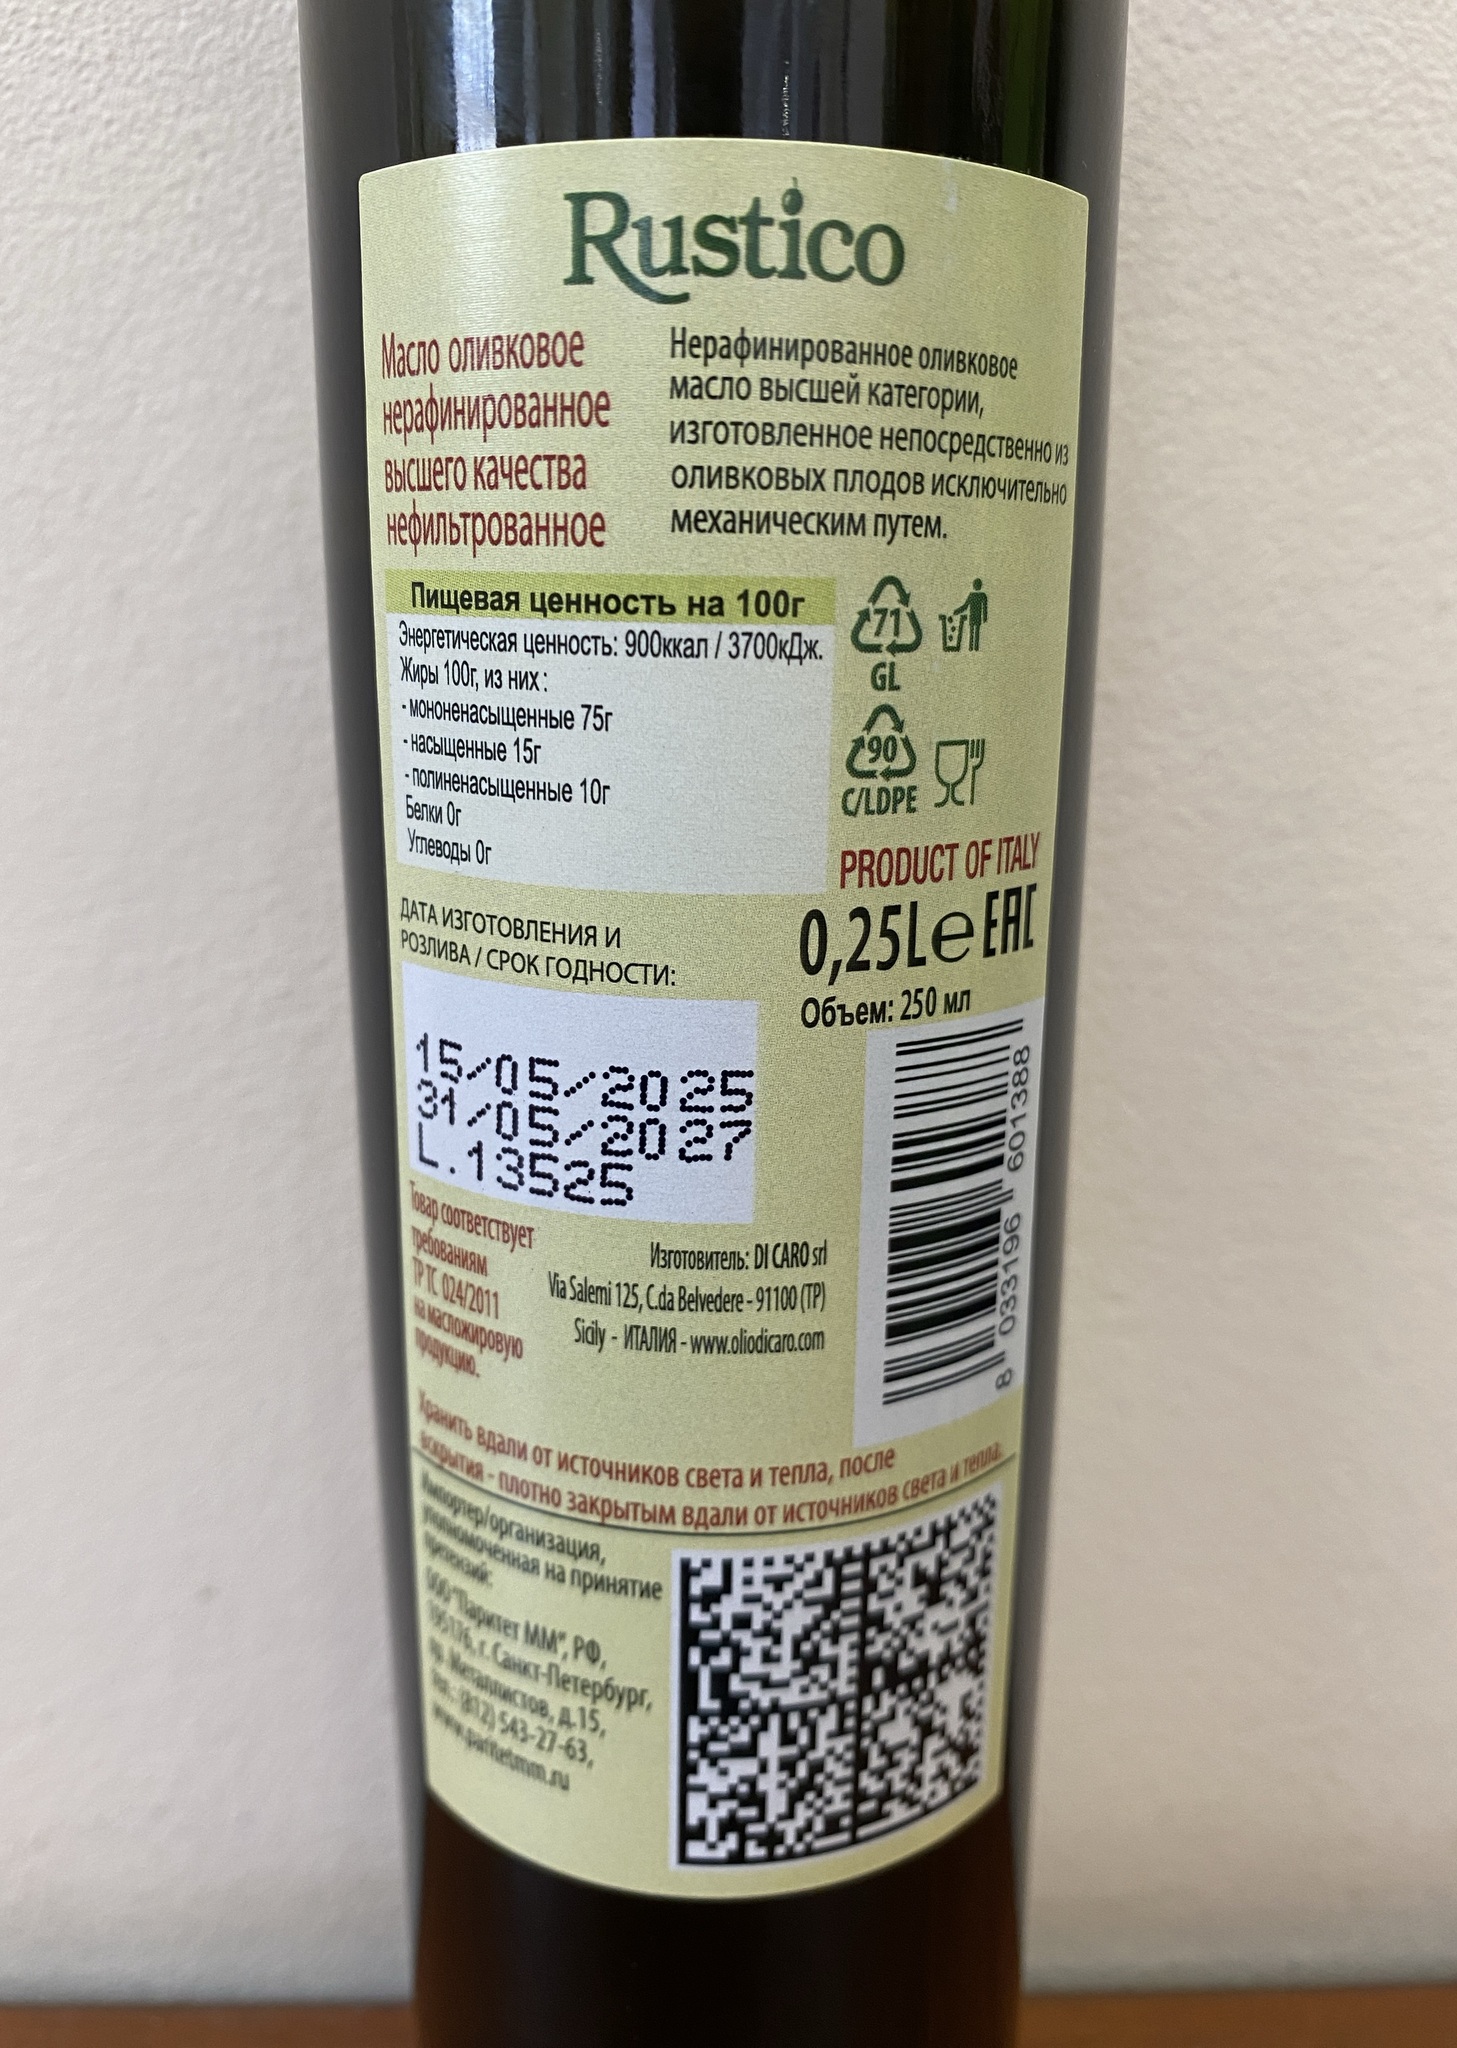 Rustico
Масло оливковое
нерафинированное
высшего качества
нефильтрованное
Нерафинированное оливковое
масло высшей категории,
изготовленное непосредственно из
оливковых плодов исключительно
механическим путем.
Пищевая ценность на 100г
Энергетическая ценность: 900ккал / 3700кДж.
Жиры 100г, из них :
- мононенасыщенные 75г
- насыщенные 15г
- полиненасыщенные 10г
Белки 0г
Углеводы 0г
71
GL
90
C/LDPE
PRODUCT OF ITALY
0,25L℮ EAC
Объем: 250 мл
ДАТА ИЗГОТОВЛЕНИЯ И
РОЗЛИВА / СРОК ГОДНОСТИ:
15/05/2025
31/05/2027
L.13525
8 033196 601388
Товар соответствует
требованиям
ТР ТС 024/2011
на масложировую
продукцию.
Изготовитель: DI CARO srl
Via Salemi 125, C.da Belvedere - 91100 (TP)
Sicily - ИТАЛИЯ - www.oliodicaro.com
Хранить вдали от источников света и тепла, после
вскрытия - плотно закрытым вдали от источников света и тепла.
Импортер/организация,
уполномоченная на принятие
претензий:
ООО "Паритет ММ", РФ,
195176, г. Санкт-Петербург,
пр. Металлистов, д.15,
тел.: (812) 543-27-63,
www.paritetmm.ru